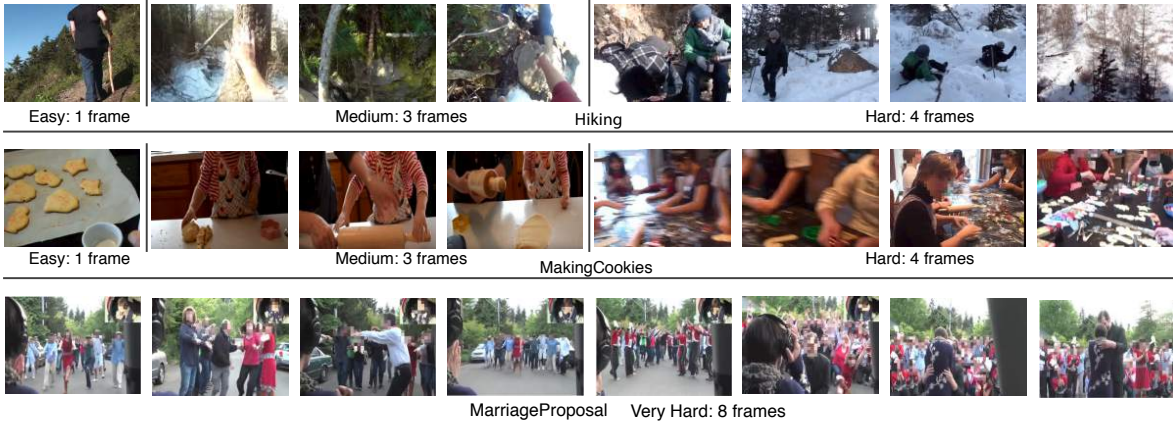 Easy: 1 frame
Medium: 3 frames
Hiking
Hard: 4 frames
Easy: 1 frame
Medium: 3 frames
MakingCookies
Hard: 4 frames
MarriageProposal Very Hard: 8 frames